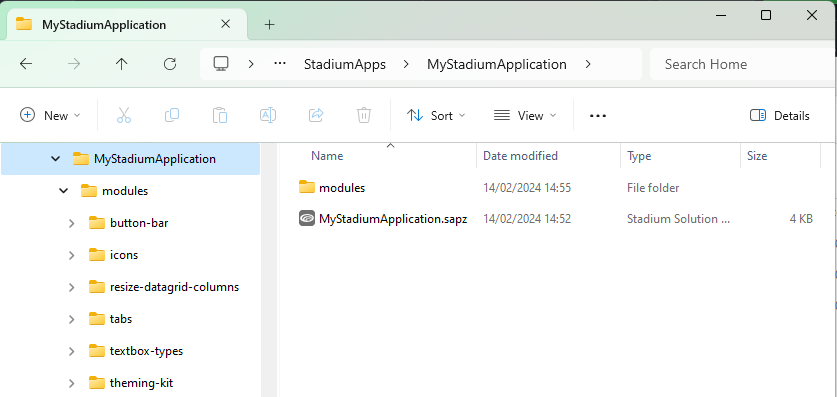 MyStadiumApplication
StadiumApps MyStadiumApplication Search Home
New Sort View Details
Name Date modified Type Size
modules 14/02/2024 14:55 File folder
MyStadiumApplication.sapz 14/02/2024 14:52 Stadium Solution ... 4 KB
MyStadiumApplication
modules
button-bar
icons
resize-datagrid-columns
tabs
textbox-types
theming-kit